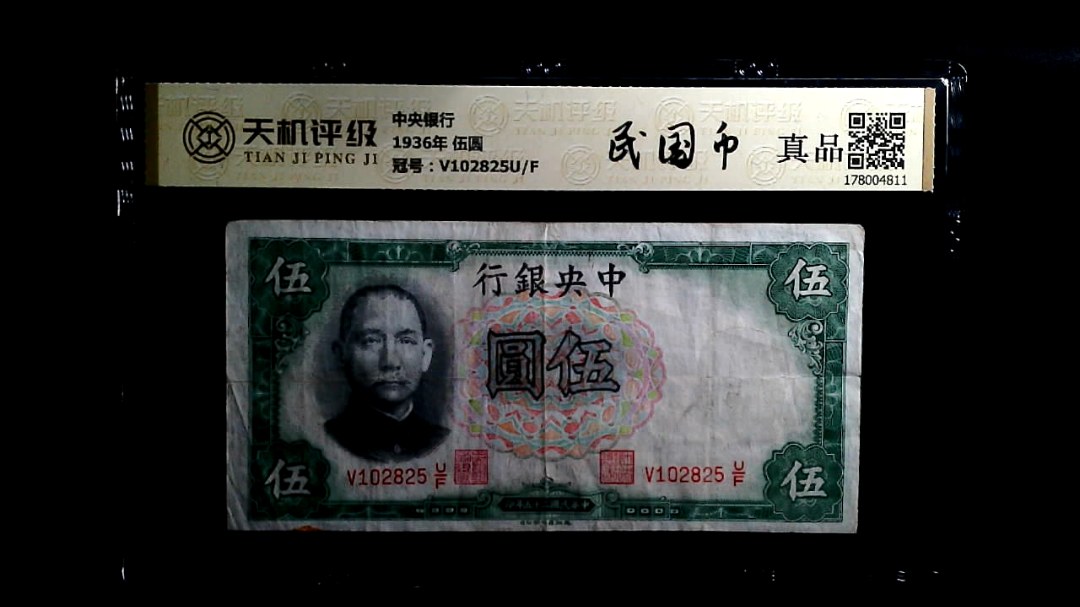 天机评级
TIAN JI PING JI
中央银行
1936年 伍圆
冠号：V102825U/F
民国币
真品
178004811
行銀央中
伍
伍
圓伍
伍
伍
V102825 U/F
V102825 U/F